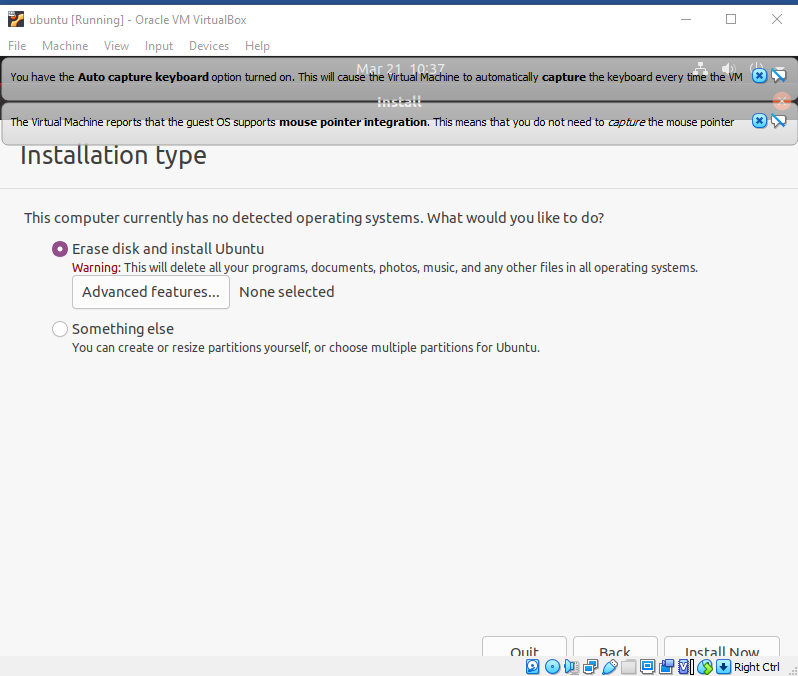 ubuntu [Running] - Oracle VM VirtualBox
File Machine View Input Devices Help
Mar 21 10:37
You have the Auto capture keyboard option turned on. This will cause the Virtual Machine to automatically capture the keyboard every time the VM
Install
The Virtual Machine reports that the guest OS supports mouse pointer integration. This means that you do not need to capture the mouse pointer
Installation type
This computer currently has no detected operating systems. What would you like to do?
Erase disk and install Ubuntu
Warning: This will delete all your programs, documents, photos, music, and any other files in all operating systems.
Advanced features... None selected
Something else
You can create or resize partitions yourself, or choose multiple partitions for Ubuntu.
Quit Back Install Now
Right Ctrl